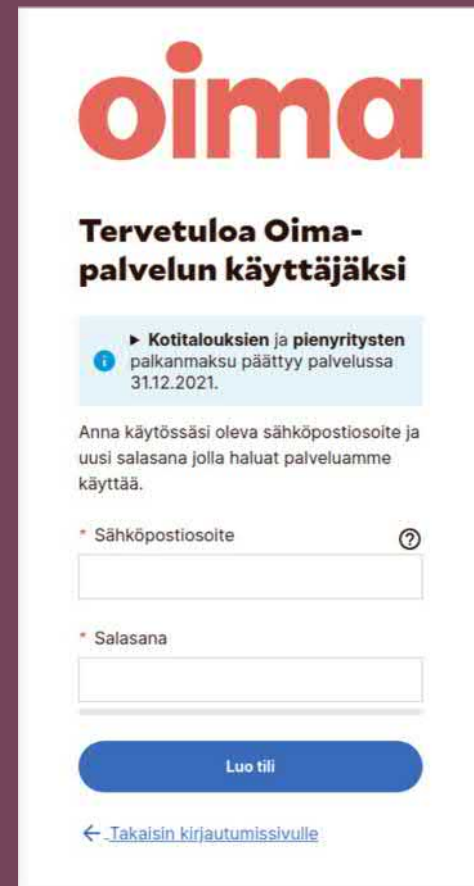 oima
Tervetuloa Oima-
palvelun käyttäjäksi
▶ Kotitalouksien ja pienyritysten
palkanmaksu päättyy palvelussa
31.12.2021.
Anna käytössäsi oleva sähköpostiosoite ja
uusi salasana jolla haluat palveluamme
käyttää.
* Sähköpostiosoite
* Salasana
Luo tili
← Takaisin kirjautumissivulle